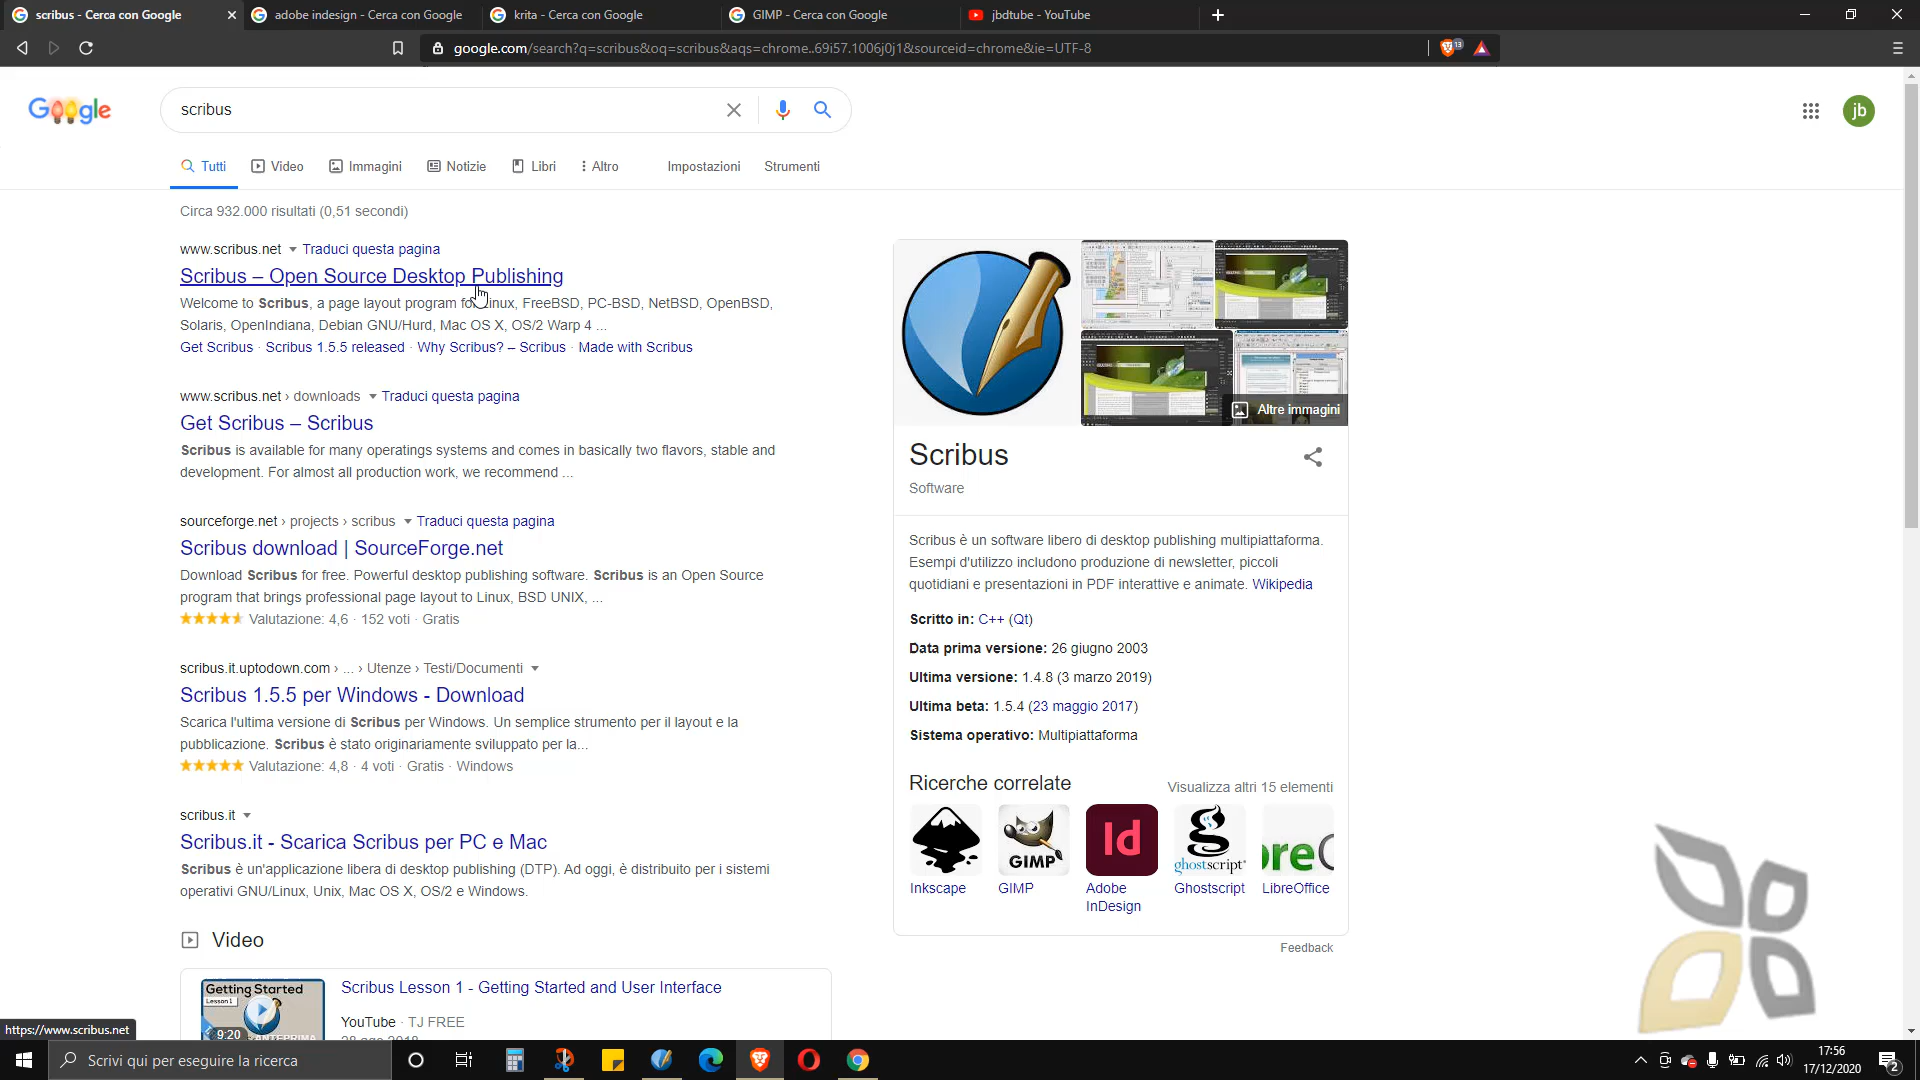 scribus - Cerca con Google
adobe indesign - Cerca con Google
krita - Cerca con Google
GIMP - Cerca con Google
jbdtube - YouTube
google.com/search?q=scribus&oq=scribus&aqs=chrome..69i57.1006j0j1&sourceid=chrome&ie=UTF-8
13
Google
scribus
jb
Tutti
Video
Immagini
Notizie
Libri
Altro
Impostazioni
Strumenti
Circa 932.000 risultati (0,51 secondi)
www.scribus.net Traduci questa pagina
Scribus – Open Source Desktop Publishing
Welcome to Scribus, a page layout program for Linux, FreeBSD, PC-BSD, NetBSD, OpenBSD,
Solaris, OpenIndiana, Debian GNU/Hurd, Mac OS X, OS/2 Warp 4 ...
Get Scribus · Scribus 1.5.5 released · Why Scribus? – Scribus · Made with Scribus
www.scribus.net › downloads Traduci questa pagina
Get Scribus – Scribus
Scribus is available for many operatings systems and comes in basically two flavors, stable and
development. For almost all production work, we recommend ...
sourceforge.net › projects › scribus Traduci questa pagina
Scribus download | SourceForge.net
Download Scribus for free. Powerful desktop publishing software. Scribus is an Open Source
program that brings professional page layout to Linux, BSD UNIX, ...
Valutazione: 4,6 · 152 voti · Gratis
scribus.it.uptodown.com › ... › Utenze › Testi/Documenti
Scribus 1.5.5 per Windows - Download
Scarica l'ultima versione di Scribus per Windows. Un semplice strumento per il layout e la
pubblicazione. Scribus è stato originariamente sviluppato per la...
Valutazione: 4,8 · 4 voti · Gratis · Windows
scribus.it
Scribus.it - Scarica Scribus per PC e Mac
Scribus è un'applicazione libera di desktop publishing (DTP). Ad oggi, è distribuito per i sistemi
operativi GNU/Linux, Unix, Mac OS X, OS/2 e Windows.
Video
Getting Started
Lesson 1
9:20
ANTEPRIMA
Scribus Lesson 1 - Getting Started and User Interface
YouTube · TJ FREE
28 ago 2018
Altre immagini
Scribus
Software
Scribus è un software libero di desktop publishing multipiattaforma.
Esempi d'utilizzo includono produzione di newsletter, piccoli
quotidiani e presentazioni in PDF interattive e animate. Wikipedia
Scritto in: C++ (Qt)
Data prima versione: 26 giugno 2003
Ultima versione: 1.4.8 (3 marzo 2019)
Ultima beta: 1.5.4 (23 maggio 2017)
Sistema operativo: Multipiattaforma
Ricerche correlate
Visualizza altri 15 elementi
GIMP
Id
ghostscript
oreO
Inkscape
GIMP
Adobe
InDesign
Ghostscript
LibreOffice
Feedback
https://www.scribus.net
Scrivi qui per eseguire la ricerca
17:56
17/12/2020
2